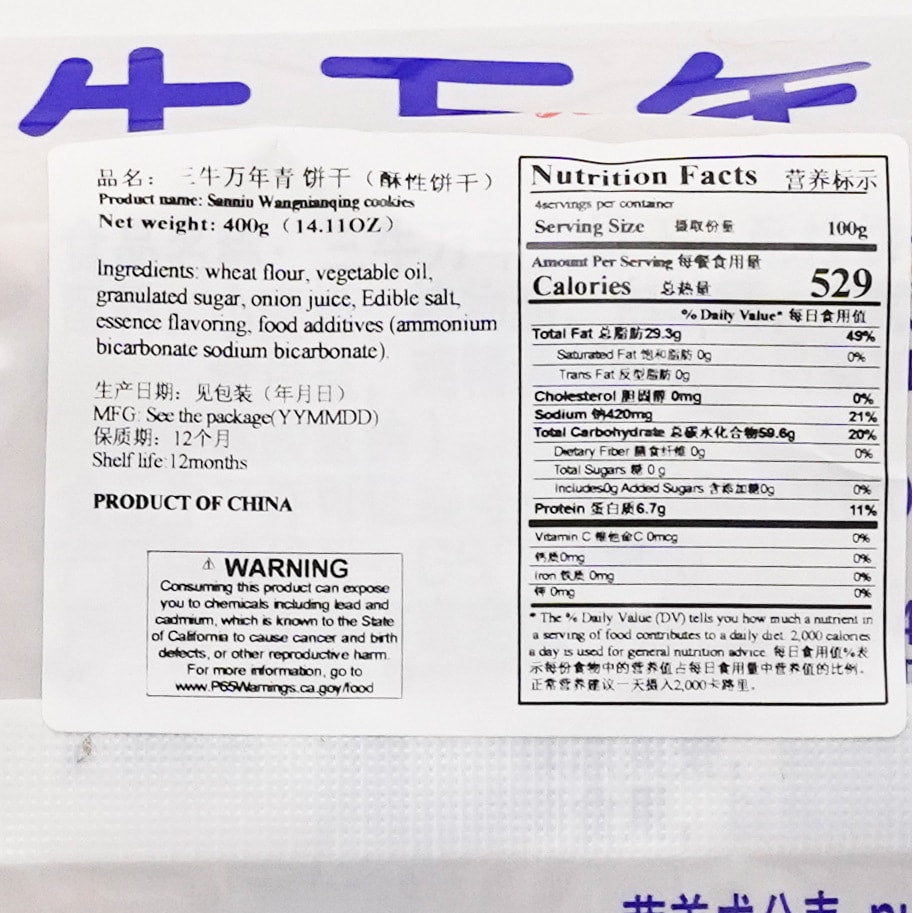 品名： 三牛万年青 饼干（酥性饼干）
Product name: Sanniu Wangnianqing cookies
Net weight: 400g （14.11OZ）
Ingredients: wheat flour, vegetable oil,
granulated sugar, onion juice, Edible salt,
essence flavoring, food additives (ammonium
bicarbonate sodium bicarbonate).
生产日期： 见包装（年月日）
MFG: See the package(YYMMDD)
保质期： 12个月
Shelf life:12months
PRODUCT OF CHINA
⚠ WARNING
Consuming this product can expose
you to chemicals including lead and
cadmium, which is known to the State
of California to cause cancer and birth
defects, or other reproductive harm.
For more information, go to
www.P65Warnings.ca.gov/food
Nutrition Facts 营养标示
4servings per container
Serving Size 摄取份量 100g
Amount Per Serving 每餐食用量
Calories 总热量 529
% Daily Value* 每日食用值
Total Fat 总脂肪29.3g 49%
Saturated Fat 饱和脂肪 0g 0%
Trans Fat 反型脂肪 0g
Cholesterol 胆固醇 0mg 0%
Sodium 钠420mg 21%
Total Carbohydrate 总碳水化合物59.6g 20%
Dietary Fiber 膳食纤维 0g 0%
Total Sugars 糖 0 g
Includes0g Added Sugars 含添加糖0g 0%
Protein 蛋白质6.7g 11%
Vitamin C 维他命C 0mcg 0%
钙质0mg 0%
iron 铁质 0mg 0%
钾 0mg 0%
* The % Daily Value (DV) tells you how much a nutrient in
a serving of food contributes to a daily diet. 2,000 calories
a day is used for general nutrition advice. 每日食用值%表
示每份食物中的营养值占每日食用量中营养值的比例.
正常营养建议一天摄入2,000卡路里.